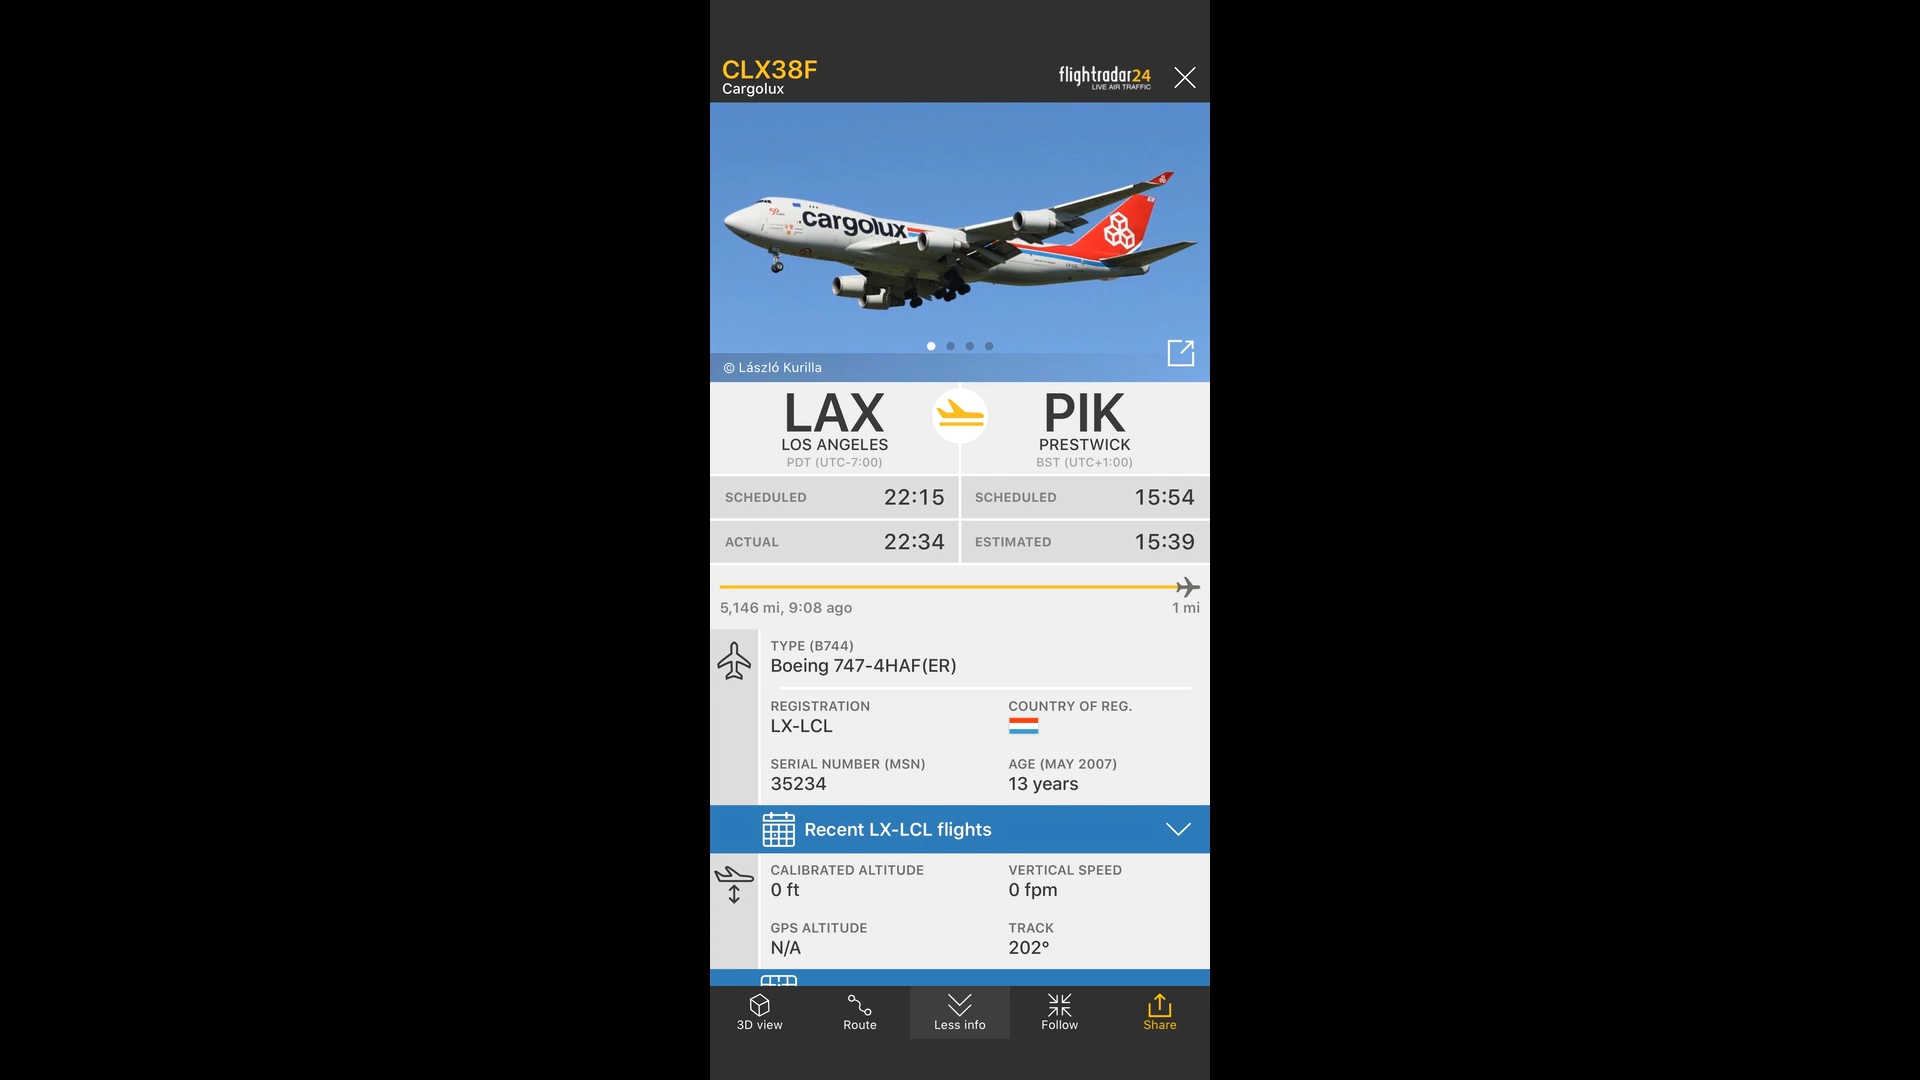 CLX38F
Cargolux
flightradar24
LIVE AIR TRAFFIC
cargolux
© László Kurilla
LAX
LOS ANGELES
PDT (UTC-7:00)
PIK
PRESTWICK
BST (UTC+1:00)
SCHEDULED 22:15 SCHEDULED 15:54
ACTUAL 22:34 ESTIMATED 15:39
5,146 mi, 9:08 ago 1 mi
TYPE (B744)
Boeing 747-4HAF(ER)
REGISTRATION COUNTRY OF REG.
LX-LCL
SERIAL NUMBER (MSN) AGE (MAY 2007)
35234 13 years
Recent LX-LCL flights
CALIBRATED ALTITUDE VERTICAL SPEED
0 ft 0 fpm
GPS ALTITUDE TRACK
N/A 202°
3D view Route Less info Follow Share